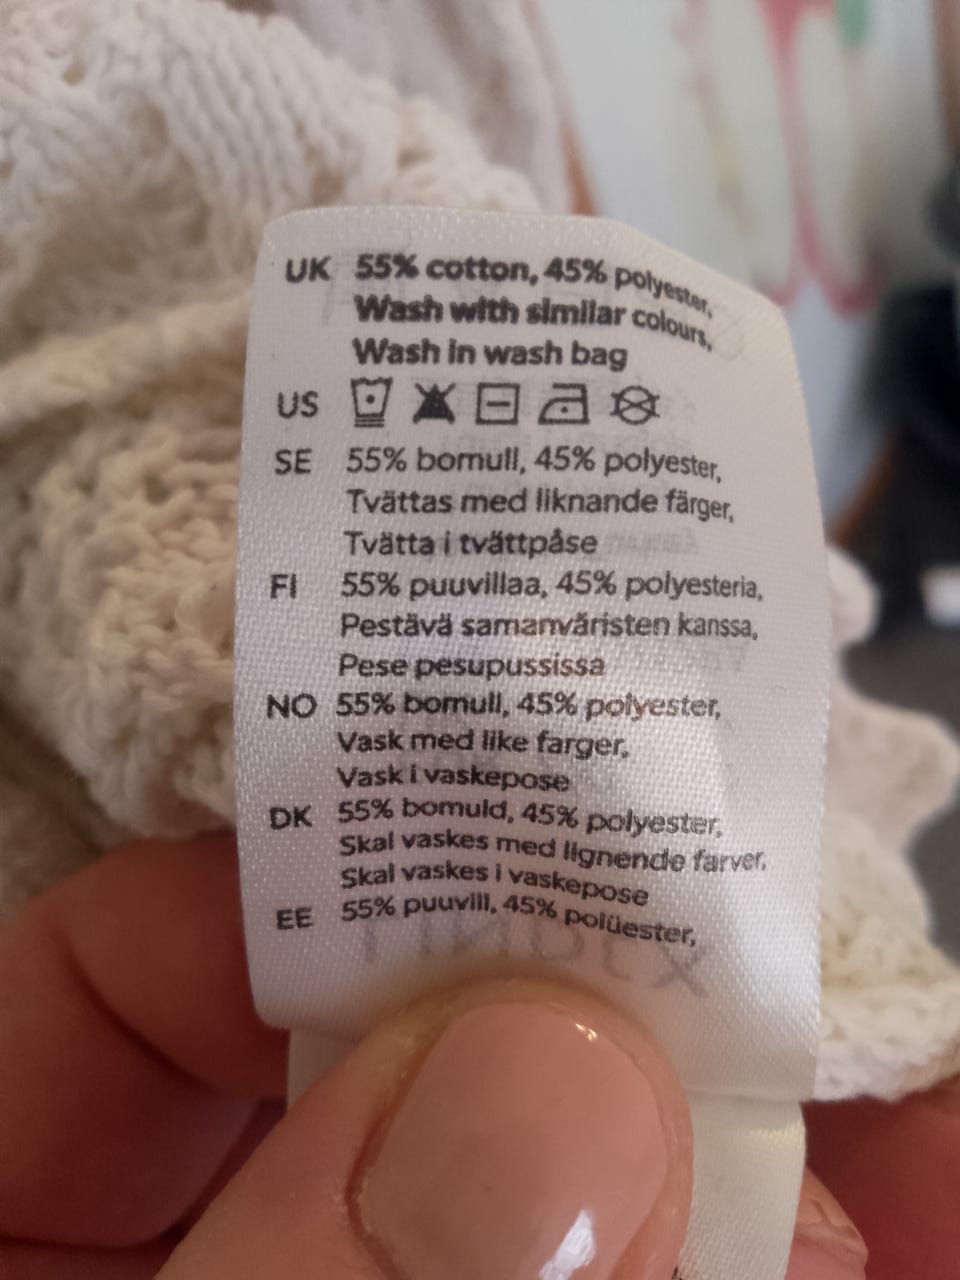 UK 55% cotton, 45% polyester,
Wash with similar colours,
Wash in wash bag
US
SE 55% bomull, 45% polyester,
Tvättas med liknande färger,
Tvätta i tvättpåse
FI 55% puuvillaa, 45% polyesteria,
Pestävä samanväristen kanssa,
Pese pesupussissa
NO 55% bomull, 45% polyester,
Vask med like farger,
Vask i vaskepose
DK 55% bomuld, 45% polyester,
Skal vaskes med lignende farver,
Skal vaskes i vaskepose
EE 55% puuvill, 45% polüester,